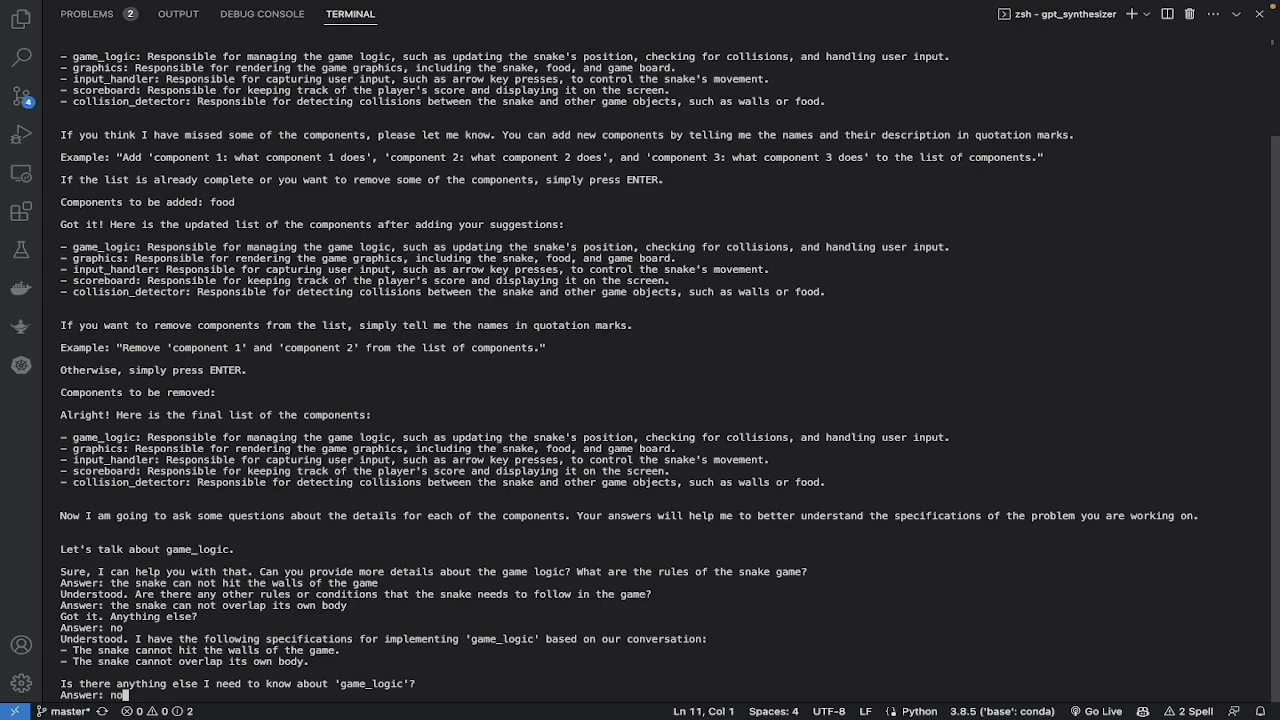 PROBLEMS 2 OUTPUT DEBUG CONSOLE TERMINAL zsh - gpt_synthesizer
- game_logic: Responsible for managing the game logic, such as updating the snake's position, checking for collisions, and handling user input.
- graphics: Responsible for rendering the game graphics, including the snake, food, and game board.
- input_handler: Responsible for capturing user input, such as arrow key presses, to control the snake's movement.
- scoreboard: Responsible for keeping track of the player's score and displaying it on the screen.
- collision_detector: Responsible for detecting collisions between the snake and other game objects, such as walls or food.
If you think I have missed some of the components, please let me know. You can add new components by telling me the names and their description in quotation marks.
Example: "Add 'component 1: what component 1 does', 'component 2: what component 2 does', and 'component 3: what component 3 does' to the list of components."
If the list is already complete or you want to remove some of the components, simply press ENTER.
Components to be added: food
Got it! Here is the updated list of the components after adding your suggestions:
- game_logic: Responsible for managing the game logic, such as updating the snake's position, checking for collisions, and handling user input.
- graphics: Responsible for rendering the game graphics, including the snake, food, and game board.
- input_handler: Responsible for capturing user input, such as arrow key presses, to control the snake's movement.
- scoreboard: Responsible for keeping track of the player's score and displaying it on the screen.
- collision_detector: Responsible for detecting collisions between the snake and other game objects, such as walls or food.
If you want to remove components from the list, simply tell me the names in quotation marks.
Example: "Remove 'component 1' and 'component 2' from the list of components."
Otherwise, simply press ENTER.
Components to be removed:
Alright! Here is the final list of the components:
- game_logic: Responsible for managing the game logic, such as updating the snake's position, checking for collisions, and handling user input.
- graphics: Responsible for rendering the game graphics, including the snake, food, and game board.
- input_handler: Responsible for capturing user input, such as arrow key presses, to control the snake's movement.
- scoreboard: Responsible for keeping track of the player's score and displaying it on the screen.
- collision_detector: Responsible for detecting collisions between the snake and other game objects, such as walls or food.
Now I am going to ask some questions about the details for each of the components. Your answers will help me to better understand the specifications of the problem you are working on.
Let's talk about game_logic.
Sure, I can help you with that. Can you provide more details about the game logic? What are the rules of the snake game?
Answer: the snake can not hit the walls of the game
Understood. Are there any other rules or conditions that the snake needs to follow in the game?
Answer: the snake can not overlap its own body
Got it. Anything else?
Answer: no
Understood. I have the following specifications for implementing 'game_logic' based on our conversation:
- The snake cannot hit the walls of the game.
- The snake cannot overlap its own body.
Is there anything else I need to know about 'game_logic'?
Answer: no
4
master* 0 0 2 Ln 11, Col 1 Spaces: 4 UTF-8 LF Python 3.8.5 ('base': conda) Go Live 2 Spell